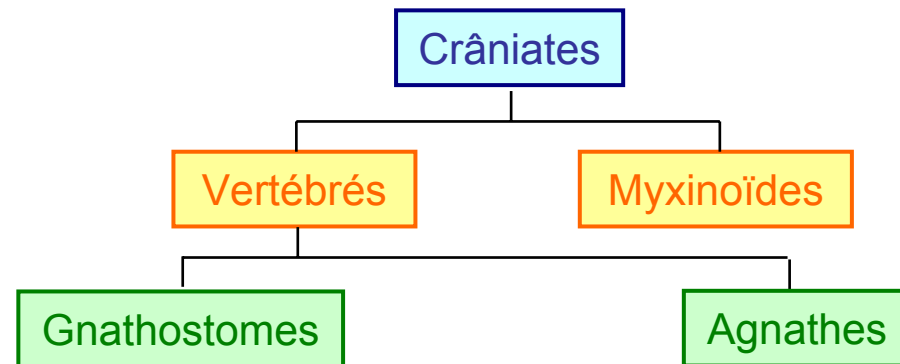 Crâniates
Vertébrés
Myxinoïdes
Gnathostomes
Agnathes